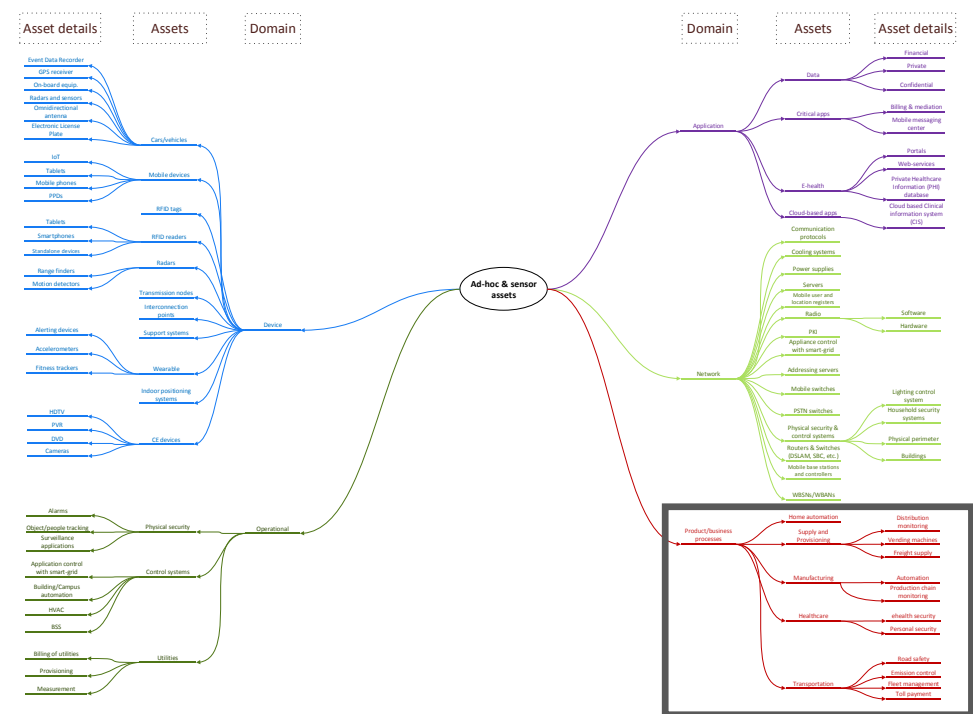 Asset details
Assets
Domain
Domain
Assets
Asset details
Event Data Recorder
GPS receiver
On-board equip.
Radars and sensors
Omnidirectional
antenna
Electronic License
Plate
Cars/vehicles
IoT
Tablets
Mobile phones
PPDs
Mobile devices
RFID tags
Tablets
Smartphones
Standalone devices
RFID readers
Range finders
Motion detectors
Radars
Transmission nodes
Interconnection
points
Support systems
Device
Alerting devices
Accelerometers
Fitness trackers
Wearable
Indoor positioning
systems
HDTV
PVR
DVD
Cameras
CE devices
Alarms
Object/people tracking
Surveillance
applications
Physical security
Operational
Application control
with smart-grid
Building/Campus
automation
HVAC
BSS
Control systems
Billing of utilities
Provisioning
Measurement
Utilities
Ad-hoc & sensor
assets
Application
Data
Financial
Private
Confidential
Critical apps
Billing & mediation
Mobile messaging
center
E-health
Portals
Web-services
Private Healthcare
Information (PHI)
database
Cloud-based apps
Cloud based Clinical
information system
(CIS)
Network
Communication
protocols
Cooling systems
Power supplies
Servers
Mobile user and
location registers
Radio
Software
Hardware
PKI
Appliance control
with smart-grid
Addressing servers
Mobile switches
PSTN switches
Physical security &
control systems
Lighting control
system
Household security
systems
Physical perimeter
Buildings
Routers & Switches
(DSLAM, SBC, etc.)
Mobile base stations
and controllers
WBSNs/WBANs
Product/business
processes
Home automation
Supply and
Provisioning
Distribution
monitoring
Vending machines
Freight supply
Manufacturing
Automation
Production chain
monitoring
Healthcare
ehealth security
Personal security
Transportation
Road safety
Emission control
Fleet management
Toll payment